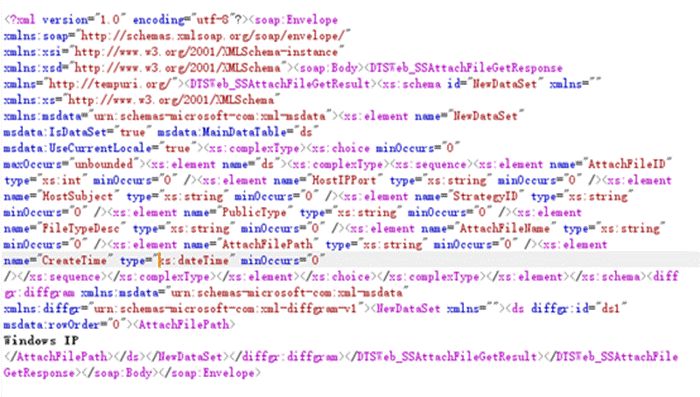 <?xml version="1.0" encoding="utf-8"?><soap:Envelope
xmlns:soap="http://schemas.xmlsoap.org/soap/envelope/"
xmlns:xsi="http://www.w3.org/2001/XMLSchema-instance"
xmlns:xsd="http://www.w3.org/2001/XMLSchema"><soap:Body><DTSWeb_SSAttachFileGetResponse
xmlns="http://tempuri.org/"><DTSWeb_SSAttachFileGetResult><xs:schema id="NewDataSet" xmlns=""
xmlns:xs="http://www.w3.org/2001/XMLSchema"
xmlns:msdata="urn:schemas-microsoft-com:xml-msdata"><xs:element name="NewDataSet"
msdata:IsDataSet="true" msdata:MainDataTable="ds"
msdata:UseCurrentLocale="true"><xs:complexType><xs:choice minOccurs="0"
maxOccurs="unbounded"><xs:element name="ds"><xs:complexType><xs:sequence><xs:element name="AttachFileID"
type="xs:int" minOccurs="0" /><xs:element name="HostIPPort" type="xs:string" minOccurs="0" /><xs:element
name="HostSubject" type="xs:string" minOccurs="0" /><xs:element name="StrategyID" type="xs:string"
minOccurs="0" /><xs:element name="PublicType" type="xs:string" minOccurs="0" /><xs:element
name="FileTypeDesc" type="xs:string" minOccurs="0" /><xs:element name="AttachFileName" type="xs:string"
minOccurs="0" /><xs:element name="AttachFilePath" type="xs:string" minOccurs="0" /><xs:element
name="CreateTime" type="xs:dateTime" minOccurs="0"
/></xs:sequence></xs:complexType></xs:element></xs:choice></xs:complexType></xs:element></xs:schema><diff
gr:diffgram xmlns:msdata="urn:schemas-microsoft-com:xml-msdata"
xmlns:diffgr="urn:schemas-microsoft-com:xml-diffgram-v1"><NewDataSet xmlns=""><ds diffgr:id="ds1"
msdata:rowOrder="0"><AttachFilePath>
Windows IP
</AttachFilePath></ds></NewDataSet></diffgr:diffgram></DTSWeb_SSAttachFileGetResult></DTSWeb_SSAttachFile
GetResponse></soap:Body></soap:Envelope>